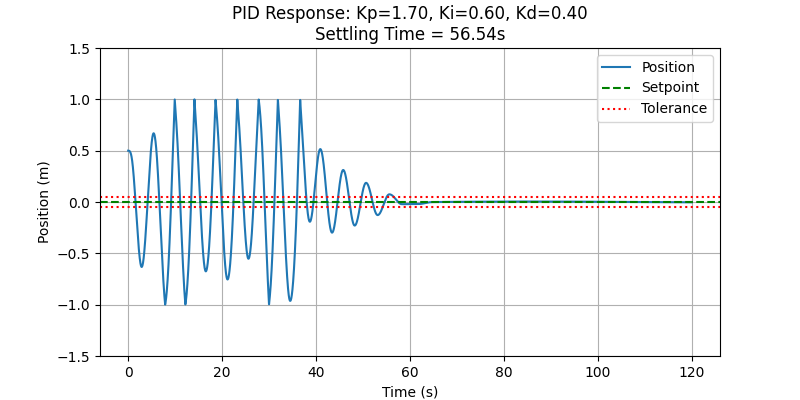 PID Response: Kp=1.70, Ki=0.60, Kd=0.40
Settling Time = 56.54s
Position
Setpoint
Tolerance
1.5
1.0
0.5
0.0
−0.5
−1.0
−1.5
Position (m)
0
20
40
60
80
100
120
Time (s)